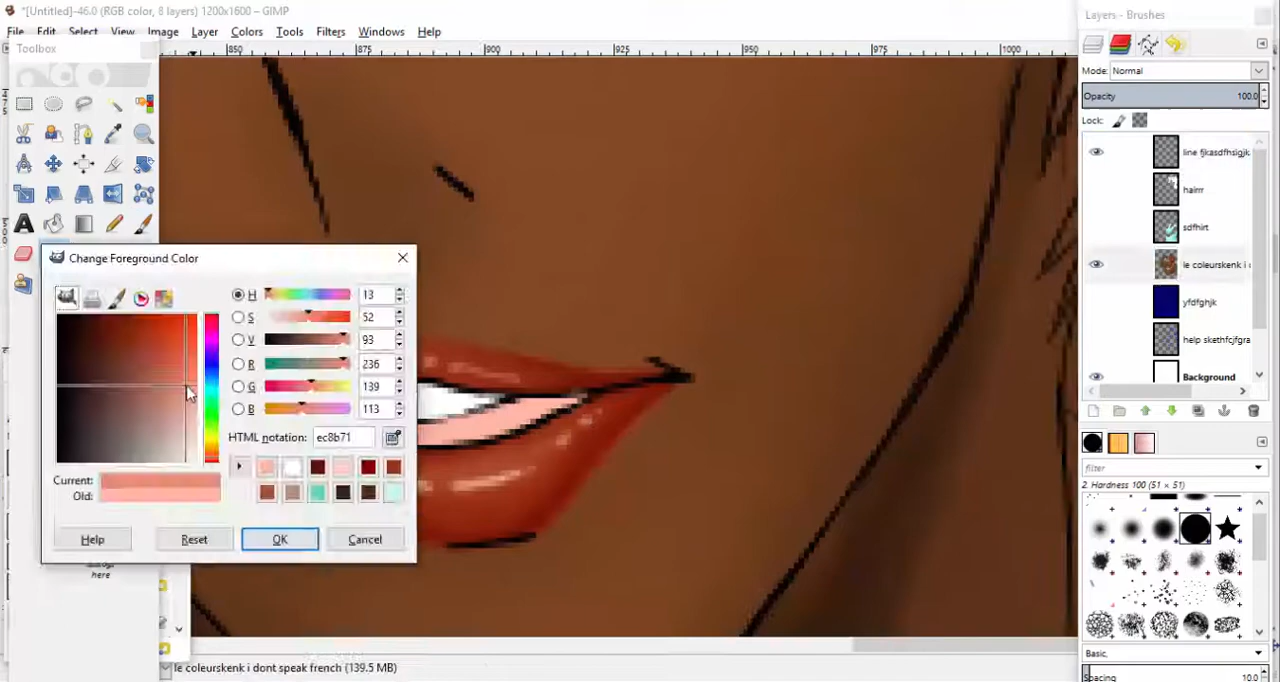 *[Untitled]-46.0 (RGB color, 8 layers) 1200x1600 – GIMP
File Edit Select View Image Layer Colors Tools Filters Windows Help
Toolbox
850 875 900 925 950 975 1000
Change Foreground Color
H 13
S 52
V 93
R 236
G 139
B 113
HTML notation: ec8b71
Current:
Old:
Help Reset OK Cancel
here
le coleurskenk i dont speak french (139.5 MB)
Layers - Brushes
Mode: Normal
Opacity 100.0
Lock:
line fjkasdfhsigjk
hairr
sdfhirt
le coleurskenk i
yfdfghjk
help skethfcjfgra
Background
filter
2. Hardness 100 (51 × 51)
Basic,
Spacing 10.0